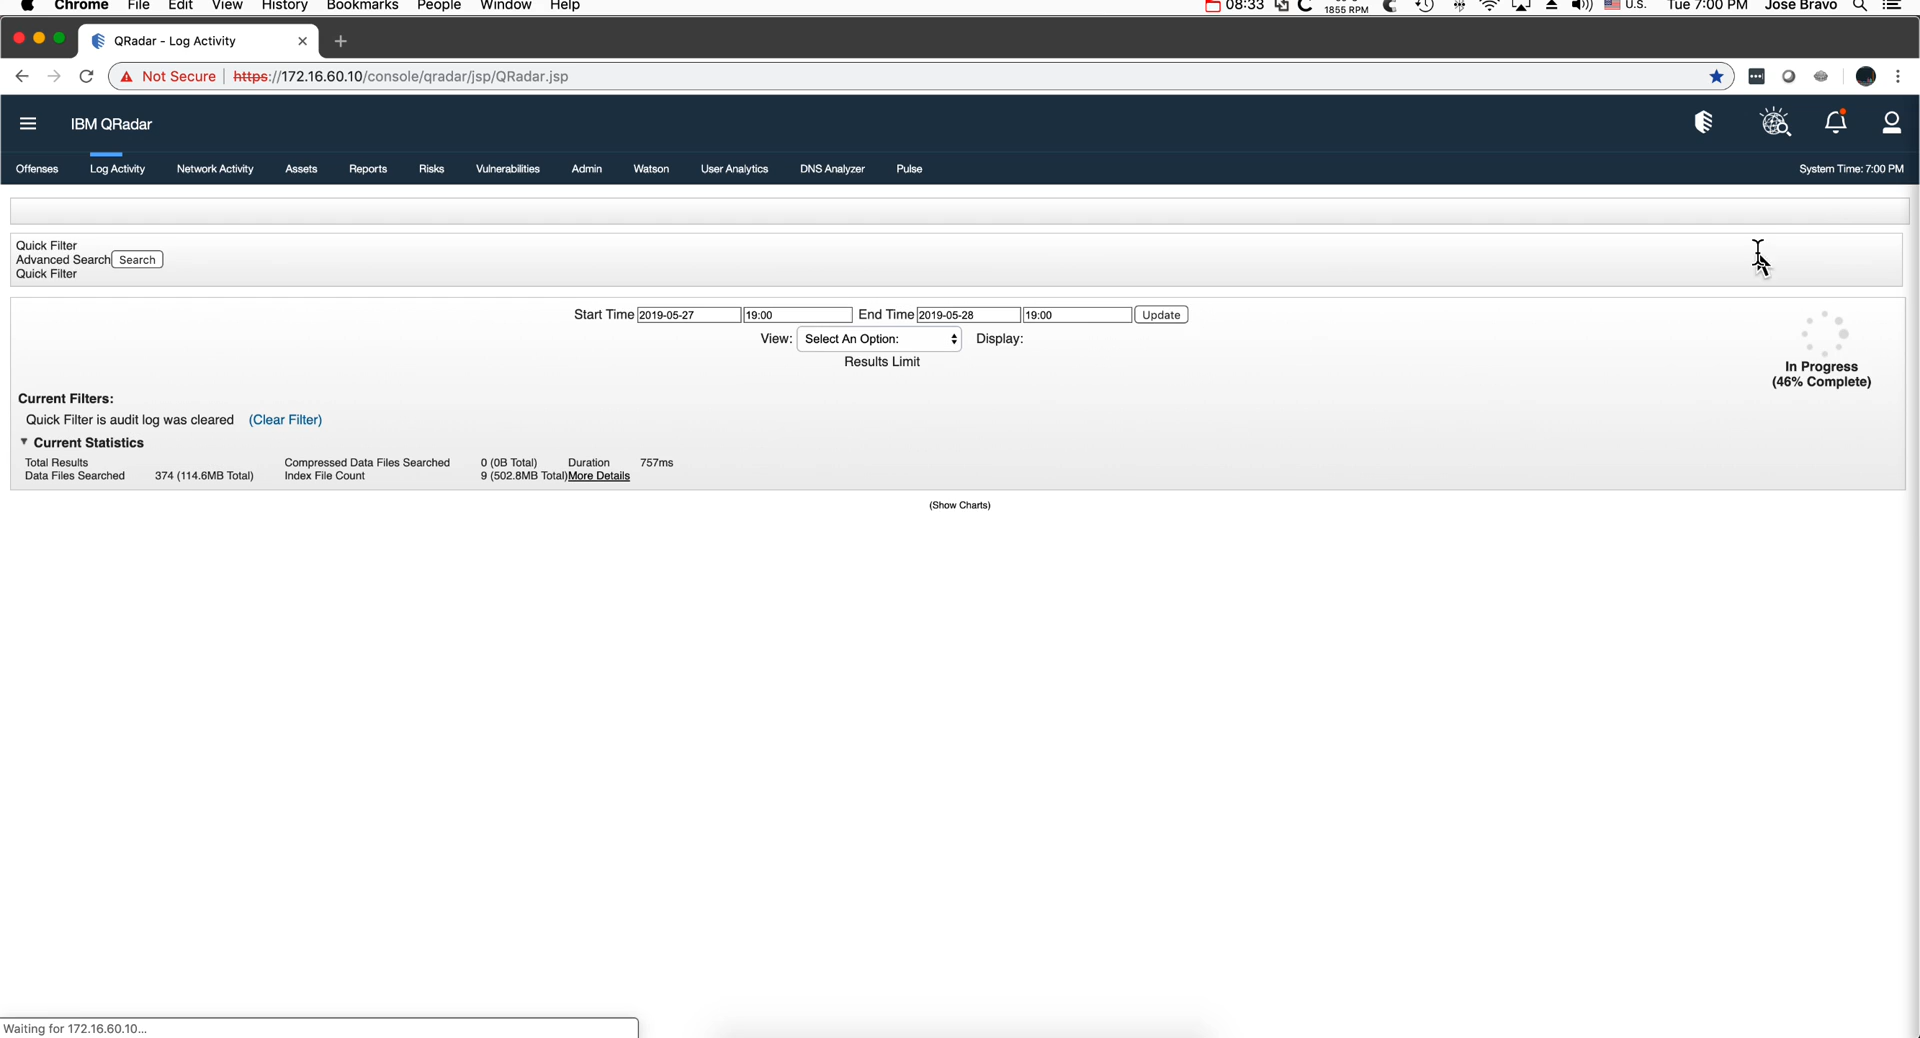 Chrome File Edit View History Bookmarks People Window Help 08:33 1855 RPM U.S. Tue 7:00 PM Jose Bravo
QRadar - Log Activity
Not Secure https://172.16.60.10/console/qradar/jsp/QRadar.jsp
IBM QRadar
Offenses Log Activity Network Activity Assets Reports Risks Vulnerabilities Admin Watson User Analytics DNS Analyzer Pulse System Time: 7:00 PM
Quick Filter
Advanced Search Search
Quick Filter
Start Time 2019-05-27 19:00 End Time 2019-05-28 19:00 Update
View: Select An Option: Display:
Results Limit
In Progress
(46% Complete)
Current Filters:
Quick Filter is audit log was cleared (Clear Filter)
Current Statistics
Total Results Compressed Data Files Searched 0 (0B Total) Duration 757ms
Data Files Searched 374 (114.6MB Total) Index File Count 9 (502.8MB Total) More Details
(Show Charts)
Waiting for 172.16.60.10...